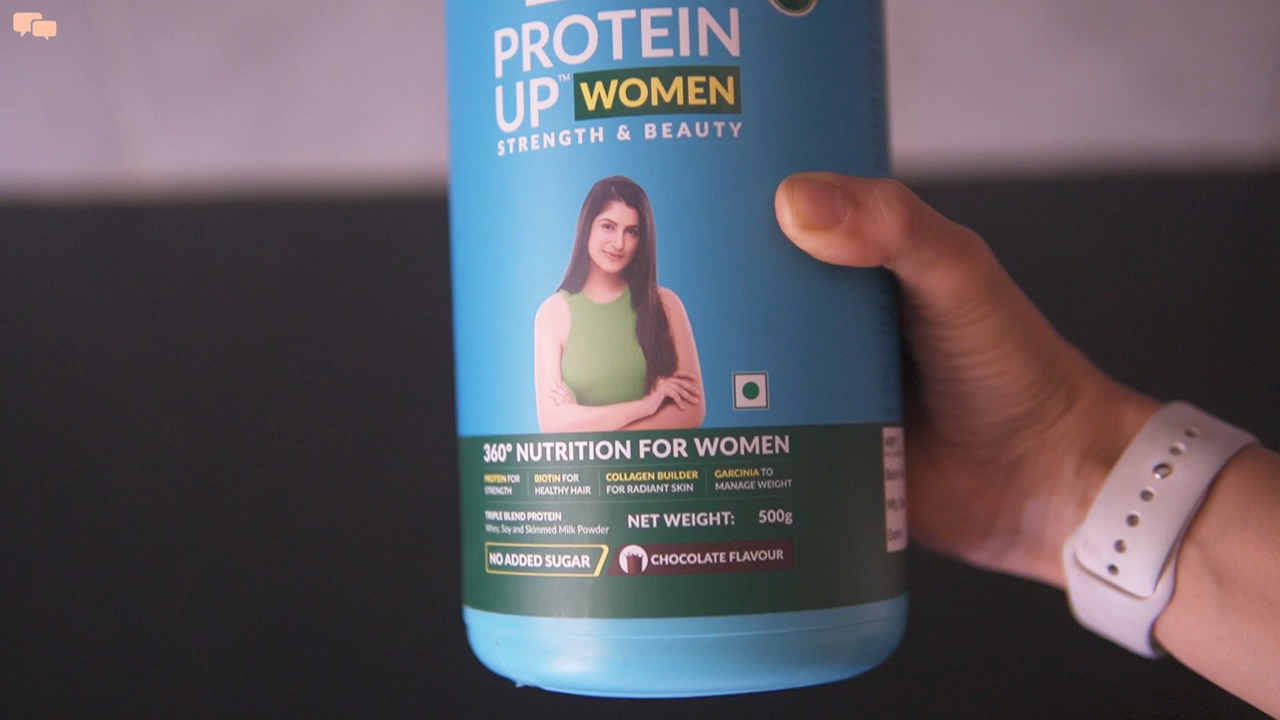 PROTEIN
UP™ WOMEN
STRENGTH & BEAUTY
360° NUTRITION FOR WOMEN
PROTEIN FOR STRENGTH
BIOTIN FOR HEALTHY HAIR
COLLAGEN BUILDER FOR RADIANT SKIN
GARCINIA TO MANAGE WEIGHT
TRIPLE BLEND PROTEIN
Whey, Soy and Skimmed Milk Powder
NET WEIGHT: 500g
NO ADDED SUGAR
CHOCOLATE FLAVOUR